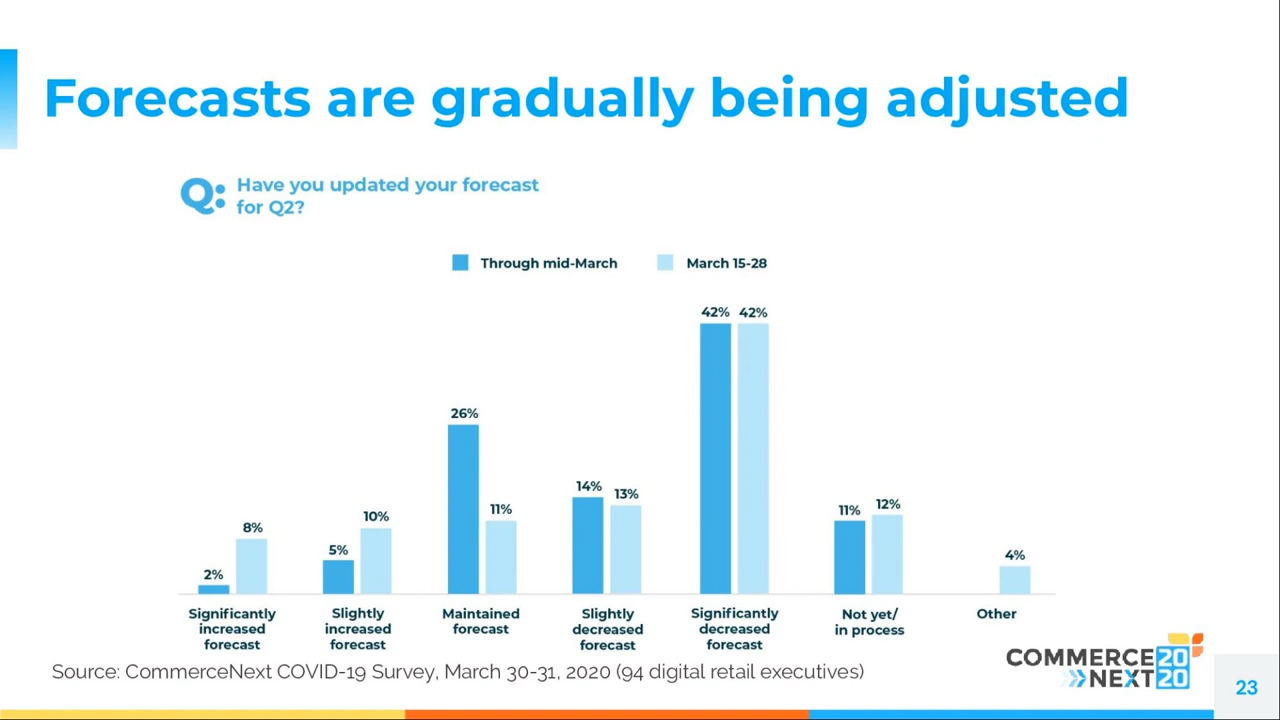 Forecasts are gradually being adjusted
Q: Have you updated your forecast
for Q2?
Through mid-March
March 15-28
2%
8%
5%
10%
26%
11%
14%
13%
42%
42%
11%
12%
4%
Significantly
increased
forecast
Slightly
increased
forecast
Maintained
forecast
Slightly
decreased
forecast
Significantly
decreased
forecast
Not yet/
in process
Other
Source: CommerceNext COVID-19 Survey, March 30-31, 2020 (94 digital retail executives)
COMMERCE 20
NEXT 20
23